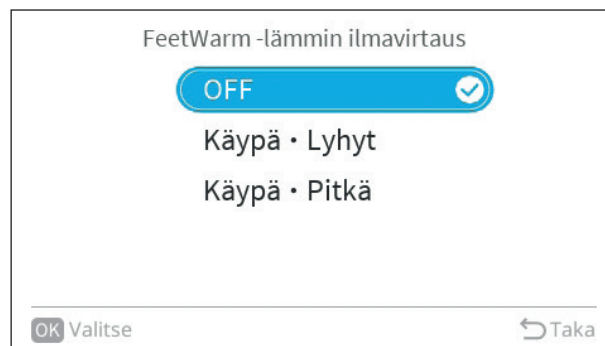 FeetWarm -lämmin ilmavirtaus
OFF
Käypä・Lyhyt
Käypä・Pitkä
OK Valitse
Taka